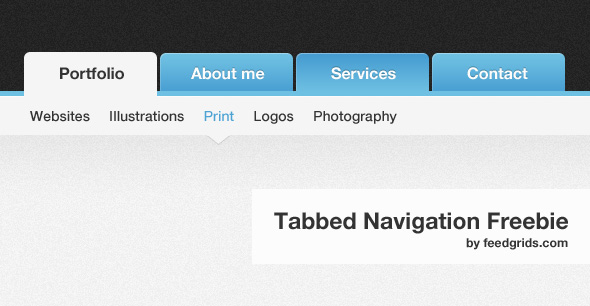 Portfolio About me Services Contact
Websites Illustrations Print Logos Photography
Tabbed Navigation Freebie
by feedgrids.com